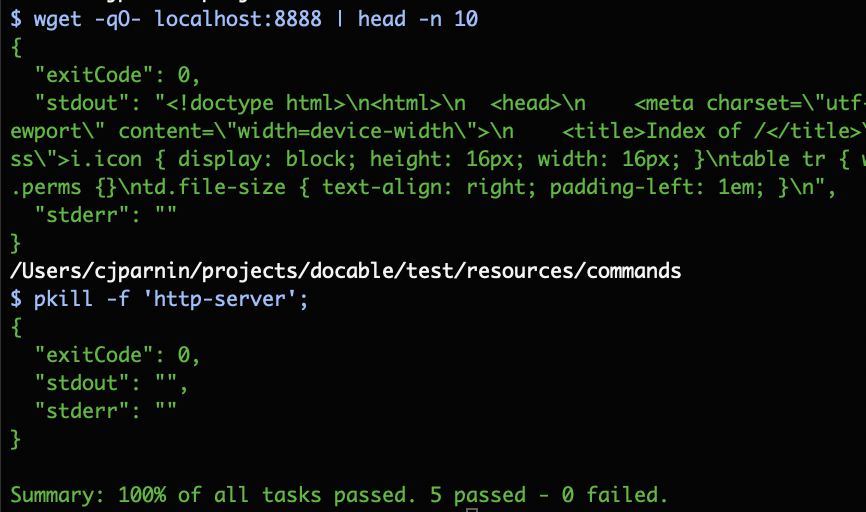 $ wget -qO- localhost:8888 | head -n 10
{
  "exitCode": 0,
  "stdout": "<!doctype html>\n<html>\n  <head>\n    <meta charset=\"utf-
ewport\" content=\"width=device-width\">\n    <title>Index of /</title>\
ss\">i.icon { display: block; height: 16px; width: 16px; }\ntable tr {
.perms {}\ntd.file-size { text-align: right; padding-left: 1em; }\n",
  "stderr": ""
}
/Users/cjparnin/projects/docable/test/resources/commands
$ pkill -f 'http-server';
{
  "exitCode": 0,
  "stdout": "",
  "stderr": ""
}
Summary: 100% of all tasks passed. 5 passed - 0 failed.